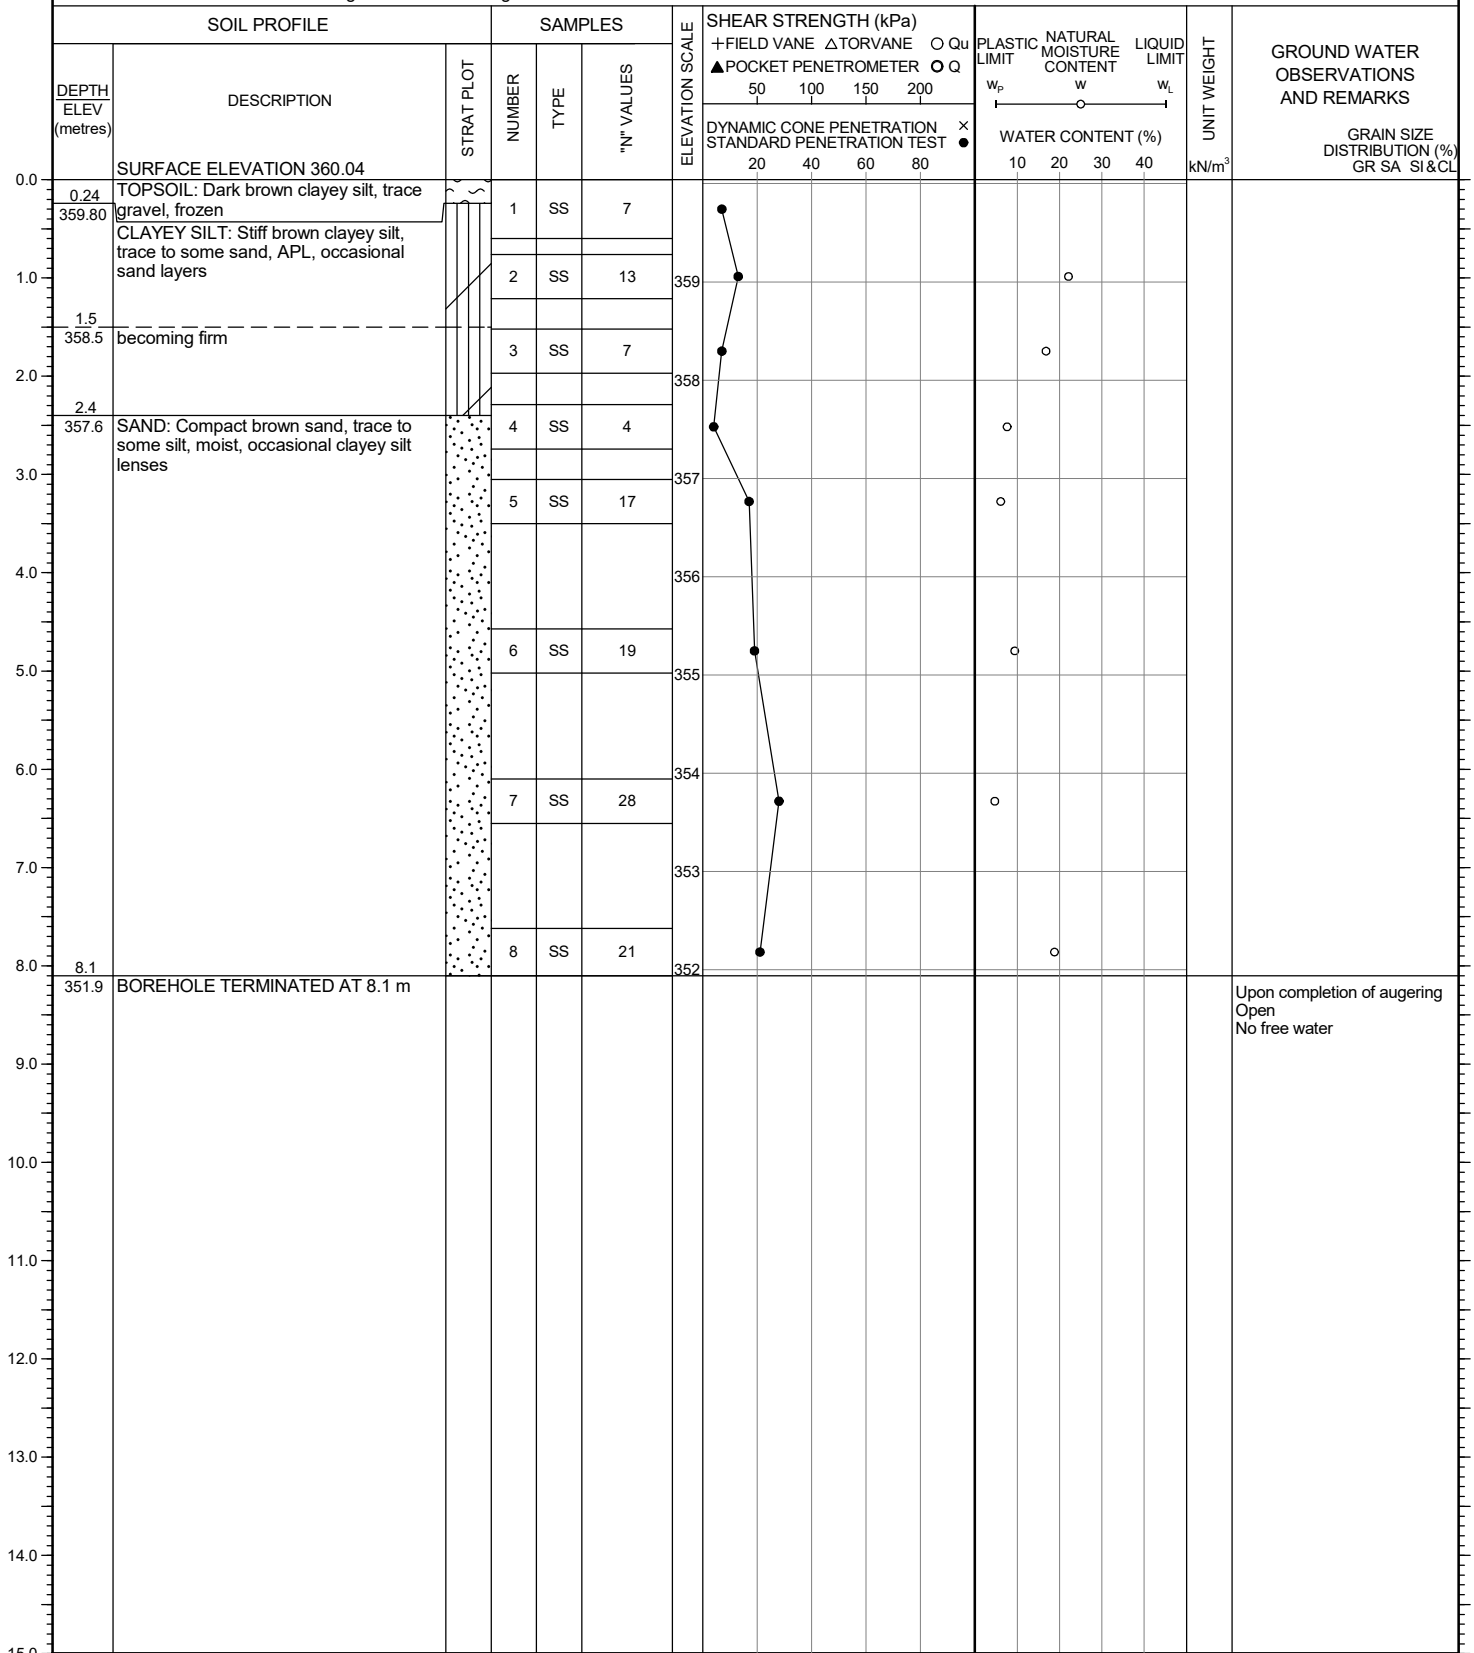 SOIL PROFILE
SAMPLES
DEPTH
ELEV
(metres)
DESCRIPTION
STRAT PLOT
NUMBER
TYPE
"N" VALUES
ELEVATION SCALE
SHEAR STRENGTH (kPa)
+FIELD VANE △TORVANE ○ Qu
▲POCKET PENETROMETER O Q
50 100 150 200
DYNAMIC CONE PENETRATION ×
STANDARD PENETRATION TEST ●
20 40 60 80
PLASTIC LIMIT
NATURAL MOISTURE CONTENT
LIQUID LIMIT
wP w wL
WATER CONTENT (%)
10 20 30 40
UNIT WEIGHT
kN/m³
GROUND WATER
OBSERVATIONS
AND REMARKS
GRAIN SIZE
DISTRIBUTION (%)
GR SA SI&CL
SURFACE ELEVATION 360.04
0.0
0.24
359.80
TOPSOIL: Dark brown clayey silt, trace
gravel, frozen
1 SS 7
CLAYEY SILT: Stiff brown clayey silt,
trace to some sand, APL, occasional
sand layers
1.0
2 SS 13
359
1.5
358.5
becoming firm
3 SS 7
2.0
358
2.4
357.6
SAND: Compact brown sand, trace to
some silt, moist, occasional clayey silt
lenses
4 SS 4
3.0
357
5 SS 17
4.0
356
6 SS 19
5.0
355
6.0
354
7 SS 28
7.0
353
8 SS 21
8.0
352
8.1
351.9
BOREHOLE TERMINATED AT 8.1 m
Upon completion of augering
Open
No free water
9.0
10.0
11.0
12.0
13.0
14.0
15.0